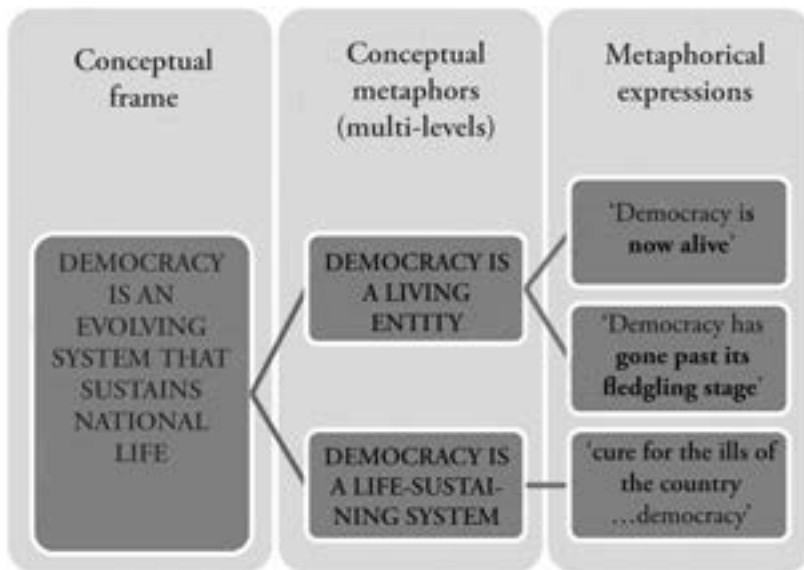 Conceptual
frame
Conceptual
metaphors
(multi-levels)
Metaphorical
expressions
DEMOCRACY
IS AN
EVOLVING
SYSTEM THAT
SUSTAINS
NATIONAL
LIFE
DEMOCRACY IS
A LIVING
ENTITY
DEMOCRACY IS
A LIFE-SUSTAI-
NING SYSTEM
'Democracy is
now alive'
'Democracy has
gone past its
fledgling stage'
'cure for the ills of
the country
...democracy'